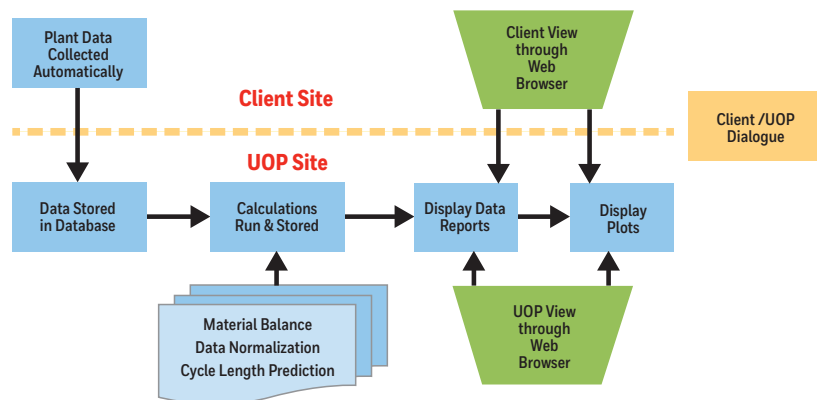 Plant Data
Collected
Automatically
Client View
through
Web
Browser
Client Site
Client /UOP
Dialogue
UOP Site
Data Stored
in Database
Calculations
Run & Stored
Display Data
Reports
Display
Plots
Material Balance
Data Normalization
Cycle Length Prediction
UOP View
through
Web
Browser